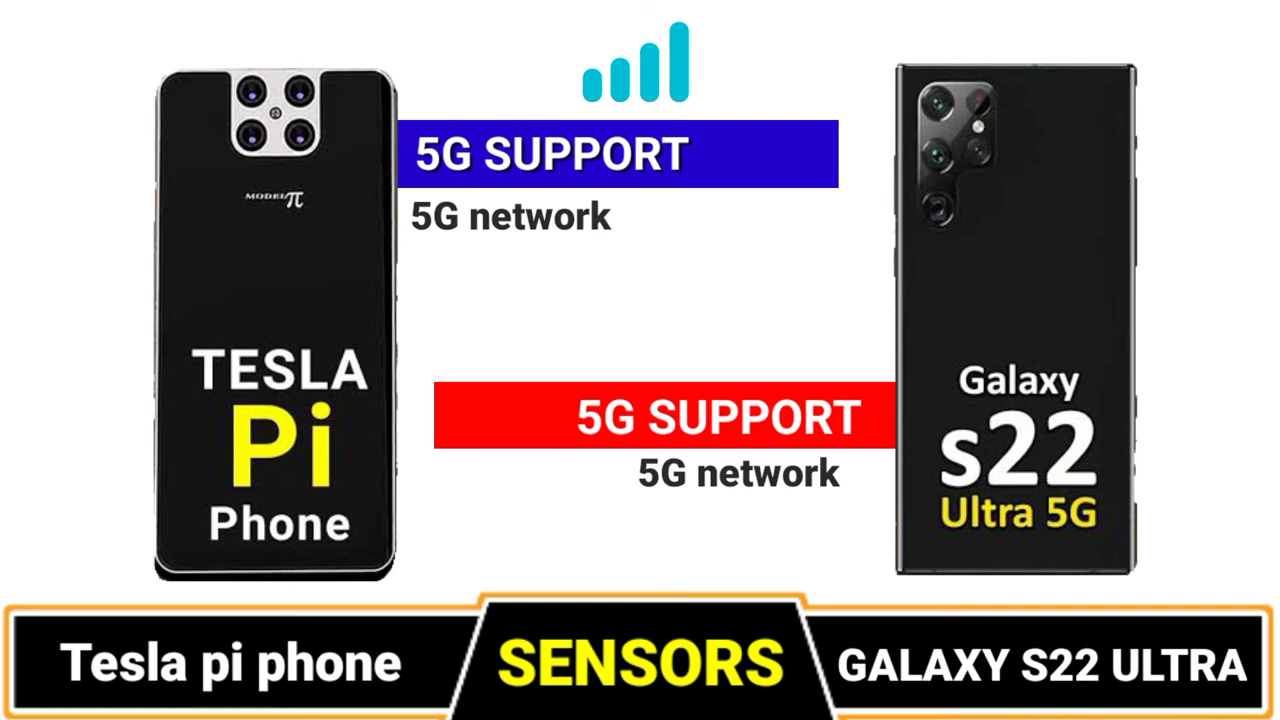 5G SUPPORT
5G network
MODEL π
TESLA
Pi
Phone
5G SUPPORT
5G network
Galaxy
s22
Ultra 5G
Tesla pi phone
SENSORS
GALAXY S22 ULTRA